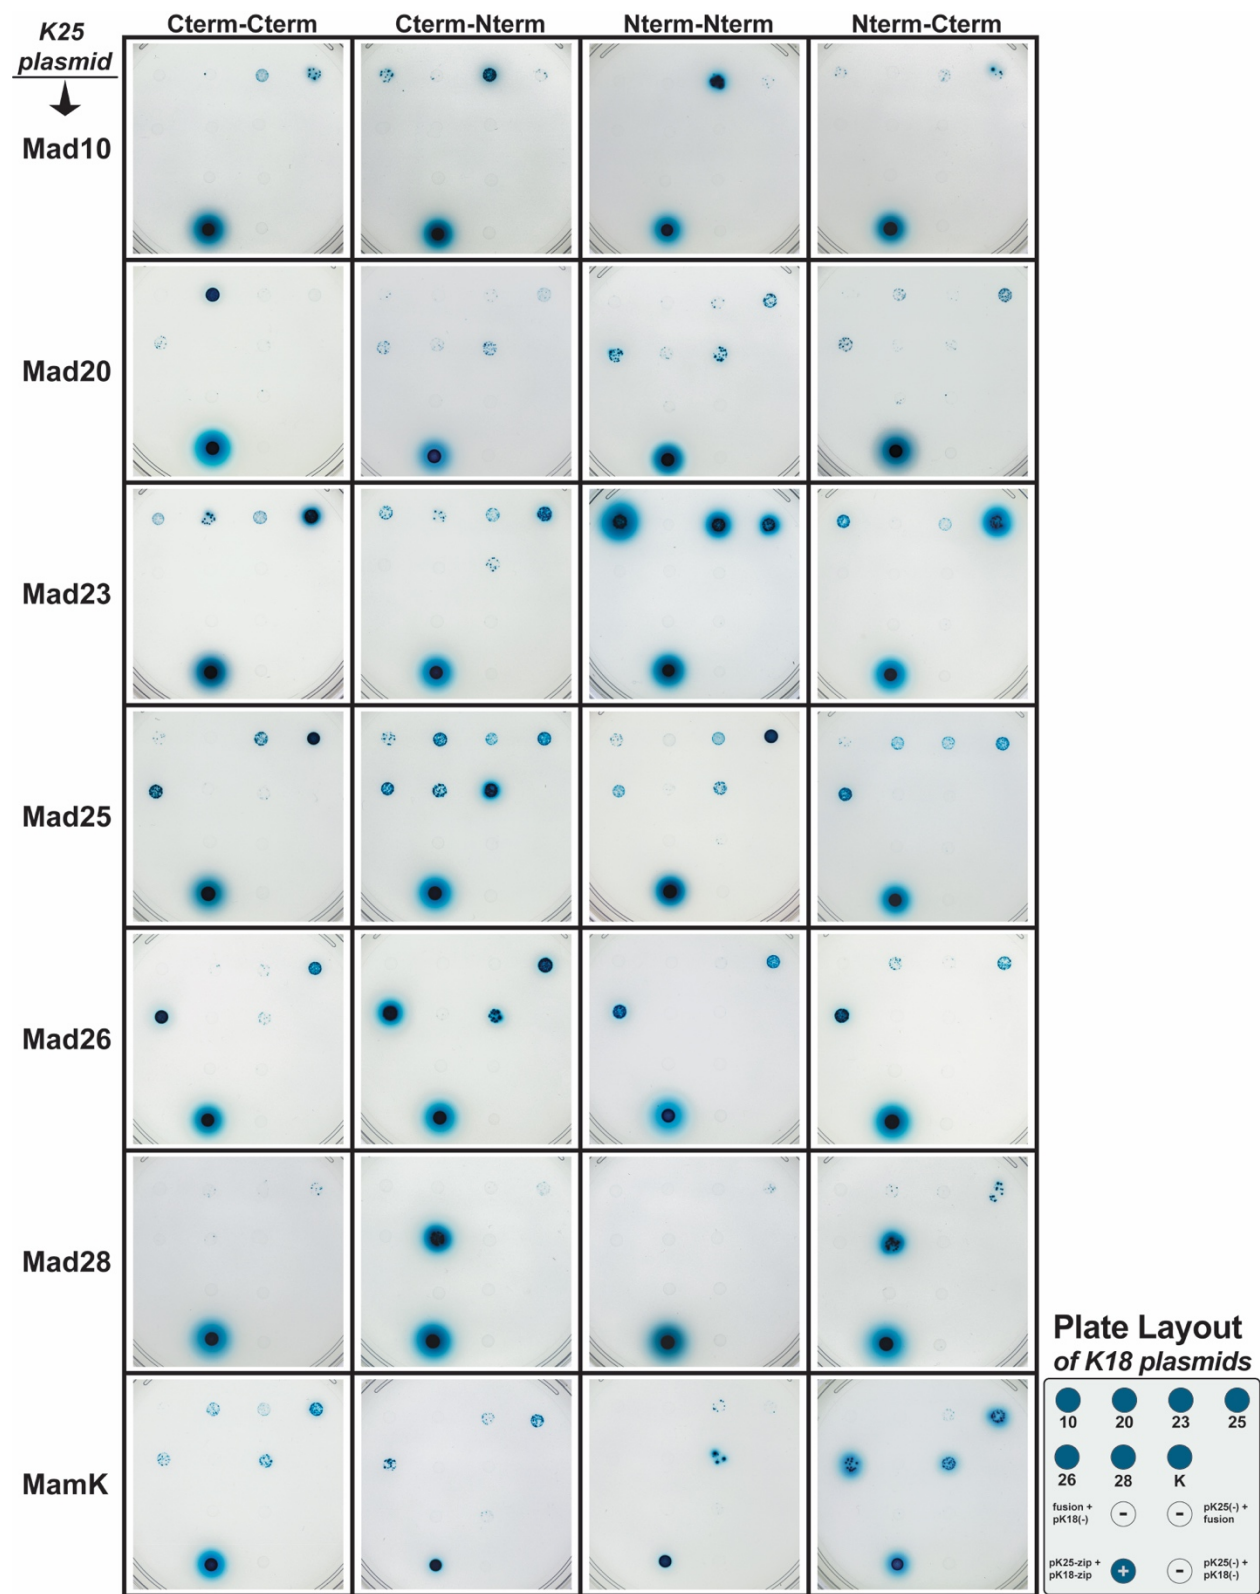 K25
plasmid
Cterm-Cterm
Cterm-Nterm
Nterm-Nterm
Nterm-Cterm
Mad10
Mad20
Mad23
Mad25
Mad26
Mad28
MamK
Plate Layout
of K18 plasmids
10 20 23 25
26 28 K
fusion +
pK18(-)
-
-
pK25(-) +
fusion
pK25-zip +
pK18-zip
+
-
pK25(-) +
pK18(-)